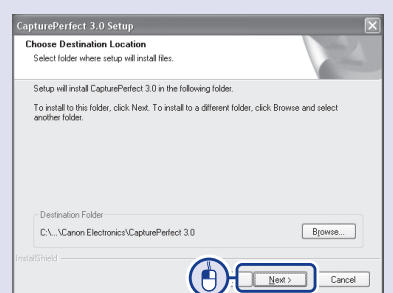 CapturePerfect 3.0 Setup
Choose Destination Location
Select folder where setup will install files.
Setup will install CapturePerfect 3.0 in the following folder.
To install to this folder, click Next. To install to a different folder, click Browse and select
another folder.
Destination Folder
C:\...\Canon Electronics\CapturePerfect 3.0
Browse...
InstallShield
Next >
Cancel